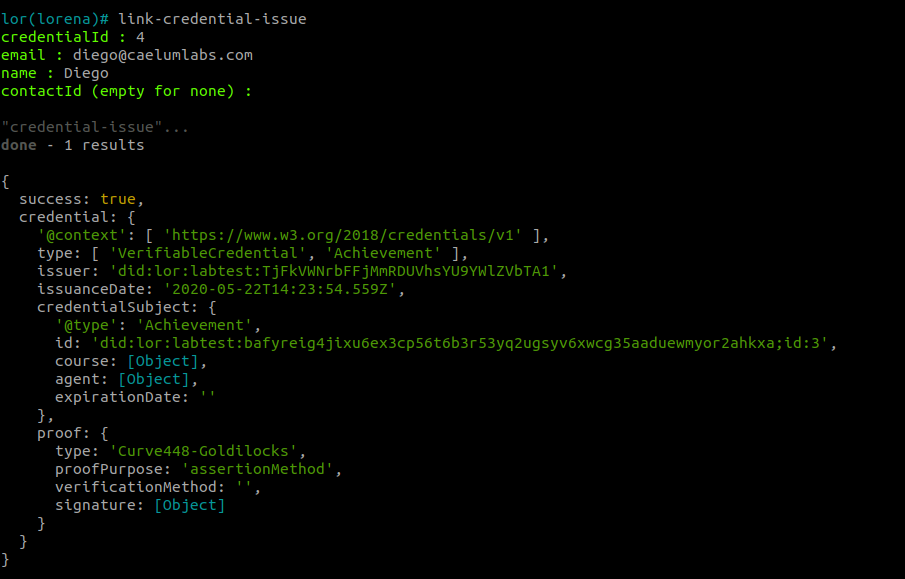 lor(lorena)# link-credential-issue
credentialId : 4
email : diego@caelumlabs.com
name : Diego
contactId (empty for none) :
"credential-issue"...
done - 1 results
{
  success: true,
  credential: {
    '@context': [ 'https://www.w3.org/2018/credentials/v1' ],
    type: [ 'VerifiableCredential', 'Achievement' ],
    issuer: 'did:lor:labtest:TjFkVWNrbFFjMmRDUVhsYU9YWlZVbTA1',
    issuanceDate: '2020-05-22T14:23:54.559Z',
    credentialSubject: {
      '@type': 'Achievement',
      id: 'did:lor:labtest:bafyreig4jixu6ex3cp56t6b3r53yq2ugsyv6xwcg35aaduewmyor2ahkxa;id:3',
      course: [Object],
      agent: [Object],
      expirationDate: ''
    },
    proof: {
      type: 'Curve448-Goldilocks',
      proofPurpose: 'assertionMethod',
      verificationMethod: '',
      signature: [Object]
    }
  }
}